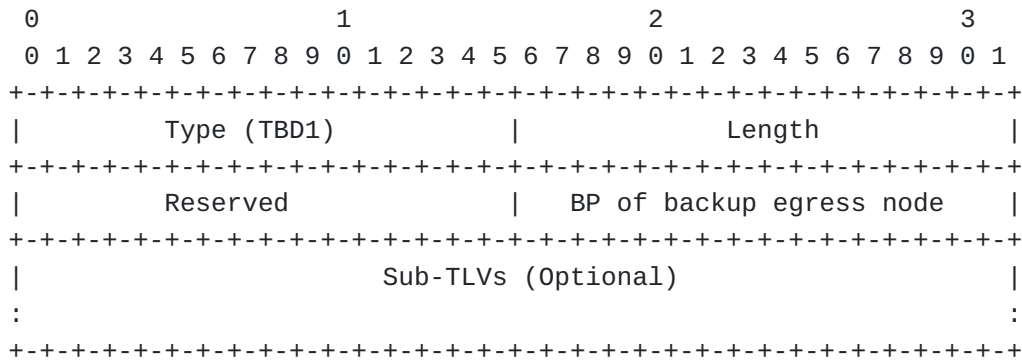 0                   1                   2                   3
 0 1 2 3 4 5 6 7 8 9 0 1 2 3 4 5 6 7 8 9 0 1 2 3 4 5 6 7 8 9 0 1
+-+-+-+-+-+-+-+-+-+-+-+-+-+-+-+-+-+-+-+-+-+-+-+-+-+-+-+-+-+-+-+-+
|         Type (TBD1)           |             Length            |
+-+-+-+-+-+-+-+-+-+-+-+-+-+-+-+-+-+-+-+-+-+-+-+-+-+-+-+-+-+-+-+-+
|         Reserved              |   BP of backup egress node    |
+-+-+-+-+-+-+-+-+-+-+-+-+-+-+-+-+-+-+-+-+-+-+-+-+-+-+-+-+-+-+-+-+
|                       Sub-TLVs (Optional)                     |
:                                                               :
+-+-+-+-+-+-+-+-+-+-+-+-+-+-+-+-+-+-+-+-+-+-+-+-+-+-+-+-+-+-+-+-+